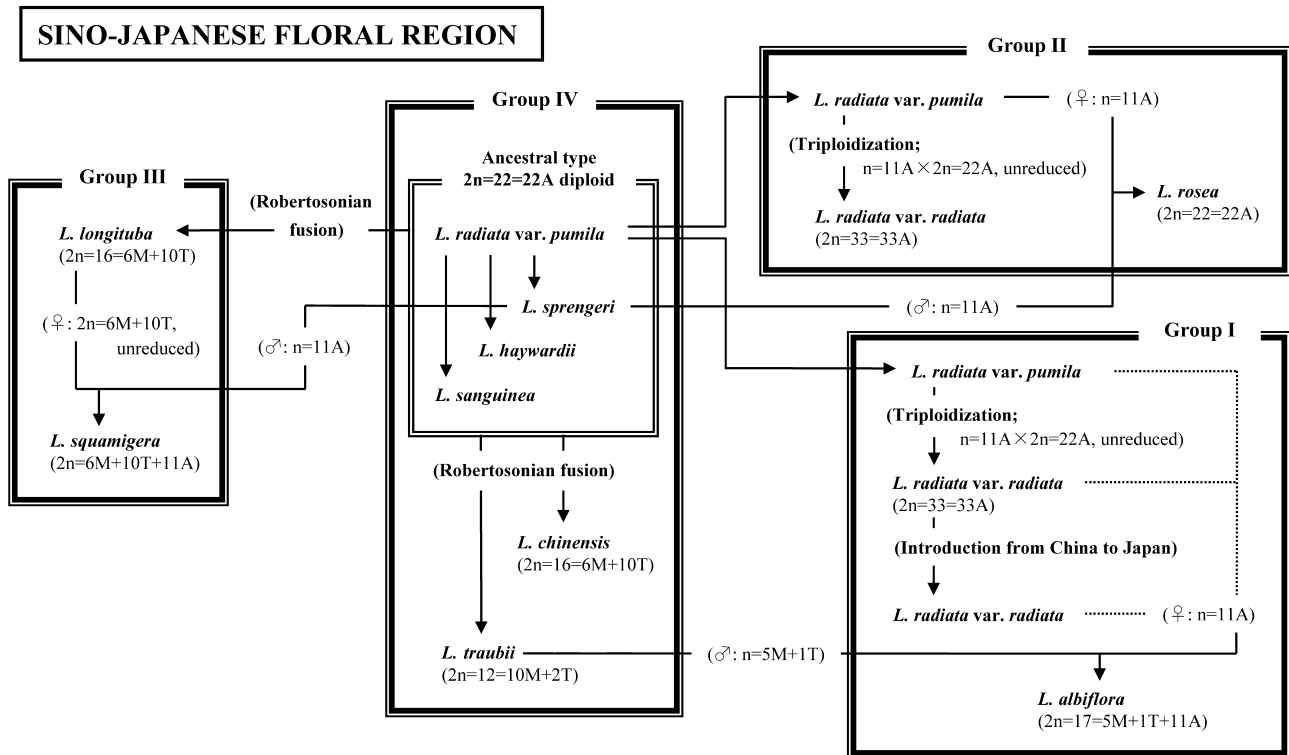 SINO-JAPANESE FLORAL REGION
Group III
L. longituba
(2n=16=6M+10T)
(♀: 2n=6M+10T,
unreduced)
L. squamigera
(2n=6M+10T+11A)
(Robertosonian
fusion)
(♂: n=11A)
Group IV
Ancestral type
2n=22=22A diploid
L. radiata var. pumila
L. sprengeri
L. haywardii
L. sanguinea
(Robertosonian fusion)
L. chinensis
(2n=16=6M+10T)
L. traubii
(2n=12=10M+2T)
Group II
L. radiata var. pumila
(♀: n=11A)
(Triploidization;
n=11A×2n=22A, unreduced)
L. radiata var. radiata
(2n=33=33A)
L. rosea
(2n=22=22A)
(♂: n=11A)
Group I
L. radiata var. pumila
(Triploidization;
n=11A×2n=22A, unreduced)
L. radiata var. radiata
(2n=33=33A)
(Introduction from China to Japan)
L. radiata var. radiata
(♀: n=11A)
(♂: n=5M+1T)
L. albiflora
(2n=17=5M+1T+11A)